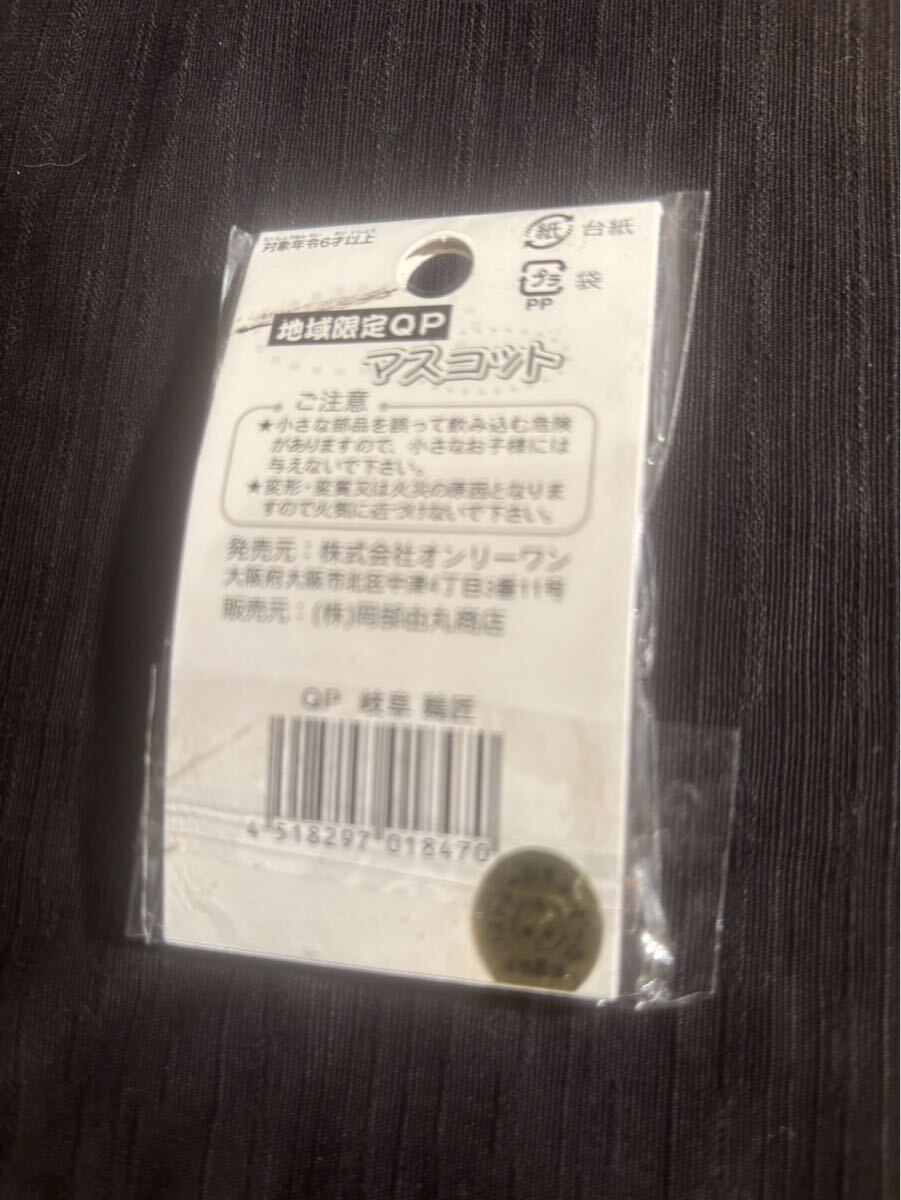 対象年令6才以上
紙 台紙
プラ 袋
PP
地域限定QP
マスコット
ご注意
★小さな部品を誤って飲み込む危険
がありますので、小さなお子様には
与えないで下さい。
★変形・変質又は火災の原因となりま
すので火気に近づけないで下さい。
発売元：株式会社オンリーワン
大阪府大阪市北区中津4丁目3番11号
販売元：(株)岡部由丸商店
QP 岐阜 鵜匠
4 518297 018470